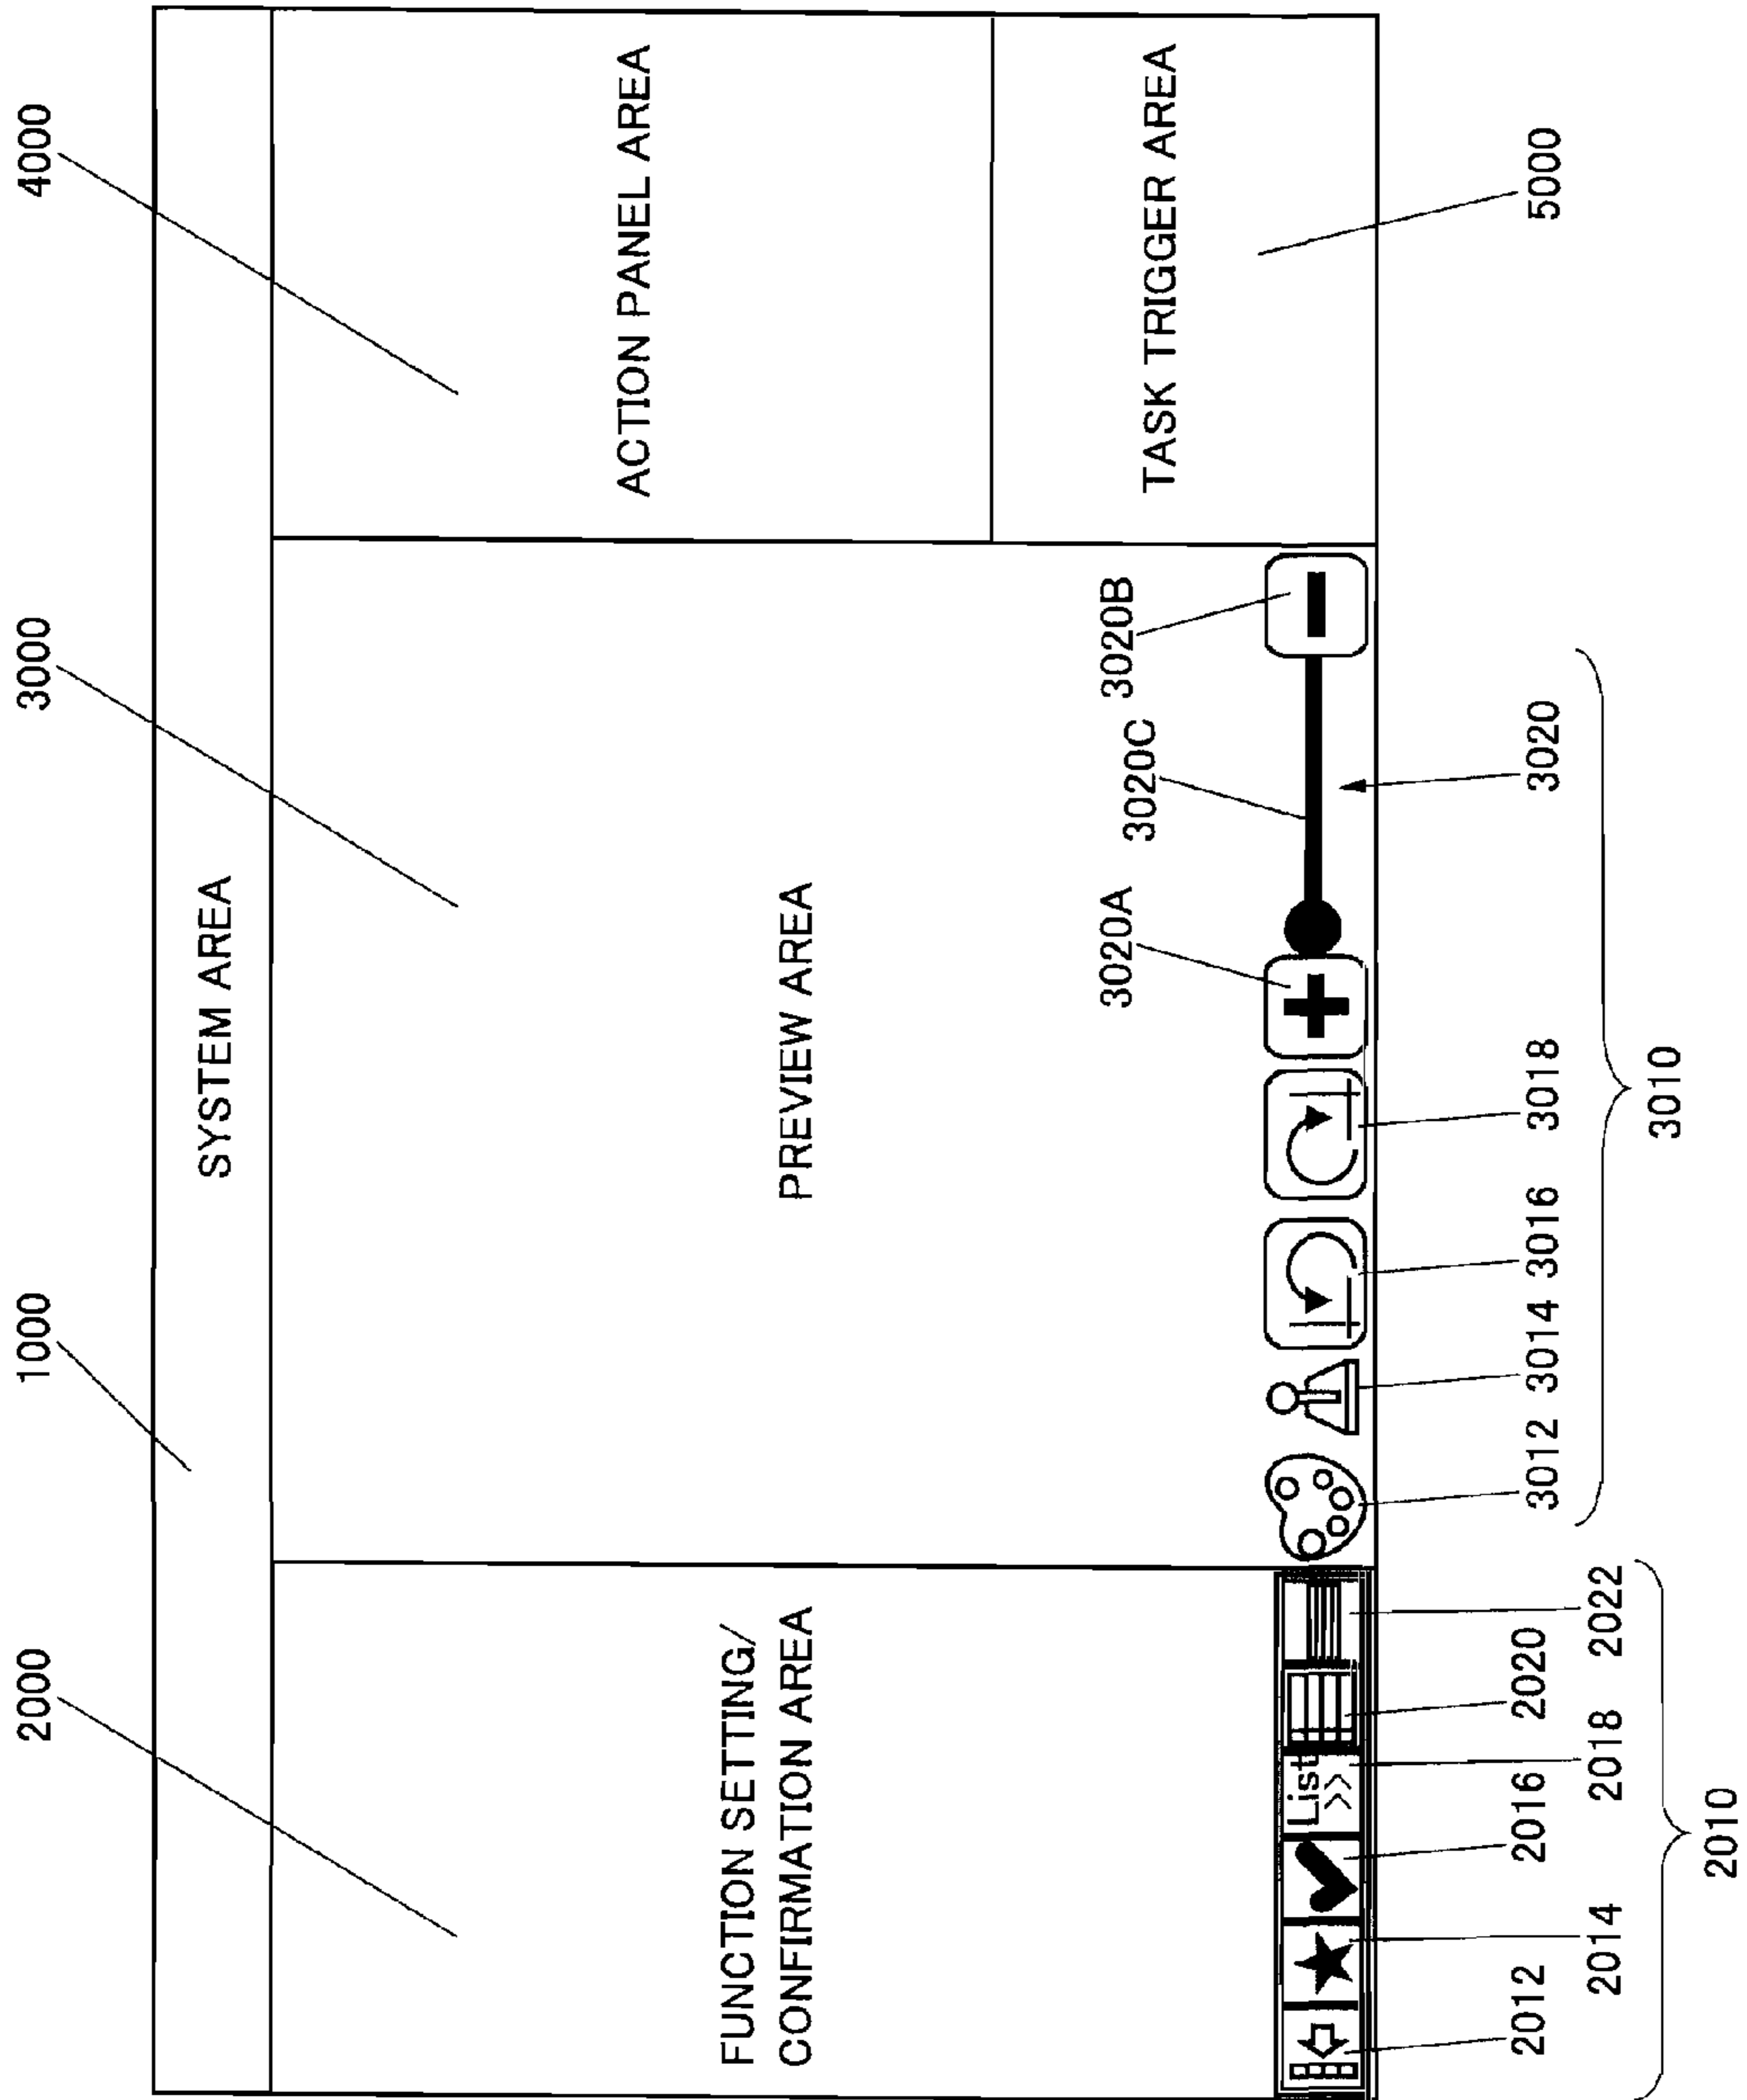 1000
2000
3000
4000
SYSTEM AREA
FUNCTION SETTING/
CONFIRMATION AREA
PREVIEW AREA
ACTION PANEL AREA
TASK TRIGGER AREA
3020A
3020C
3020B
List
>>
2012
2014
2016
2018
2020
2022
2010
3012
3014
3016
3018
3020
3010
5000